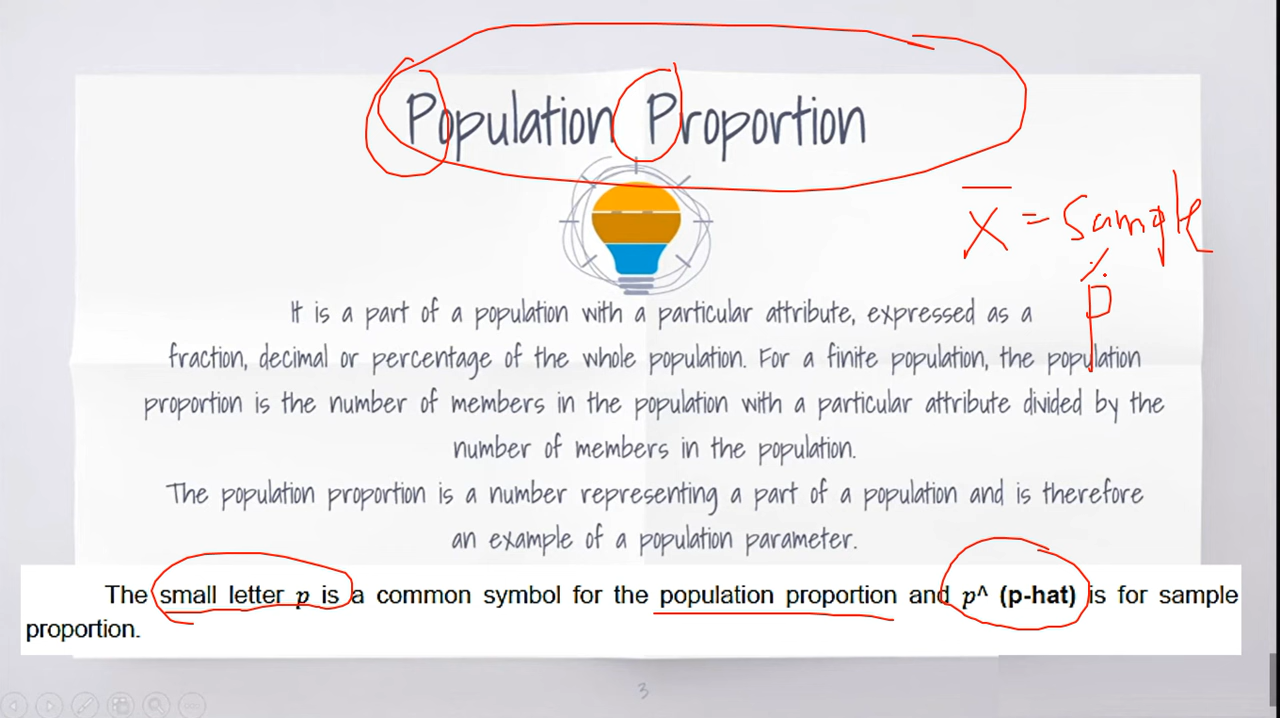 Population Proportion
X̅ = Sample
p̂
It is a part of a population with a particular attribute, expressed as a
fraction, decimal or percentage of the whole population. For a finite population, the population
proportion is the number of members in the population with a particular attribute divided by the
number of members in the population.
The population proportion is a number representing a part of a population and is therefore
an example of a population parameter.
The small letter p is a common symbol for the population proportion and p^ (p-hat) is for sample
proportion.
3